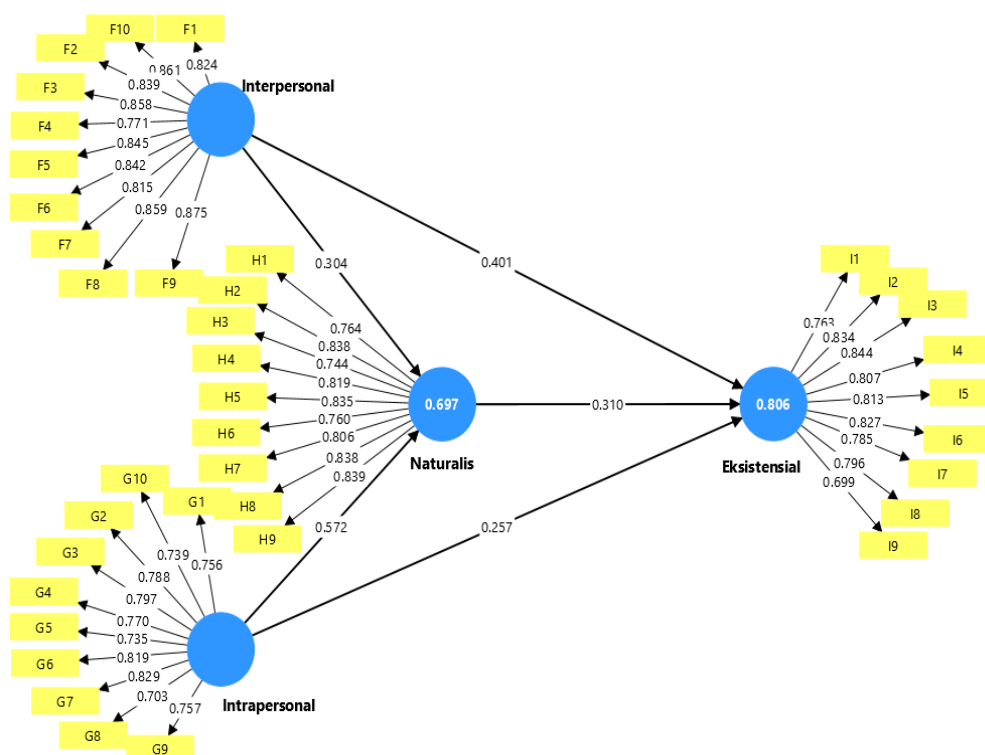 F10
F1
F2
0.861
0.824
Interpersonal
0.839
F3
0.858
F4
0.771
0.845
F5
0.842
F6
0.815
0.859
0.875
F7
F8
F9
H1
0.304
0.401
I1
I2
I3
H2
H3
0.764
0.838
0.744
0.763
0.834
0.844
I4
H4
0.819
0.807
I5
H5
0.835
0.697
0.310
0.806
0.813
0.760
0.827
H6
0.806
0.785
I6
H7
0.838
Naturalis
Eksistensial
0.796
I7
0.839
0.699
G10
G1
H8
I8
G2
H9
0.572
0.257
I9
G3
0.739
0.756
0.788
G4
0.797
0.770
G5
0.735
0.819
G6
0.829
G7
0.703
0.757
Intrapersonal
G8
G9